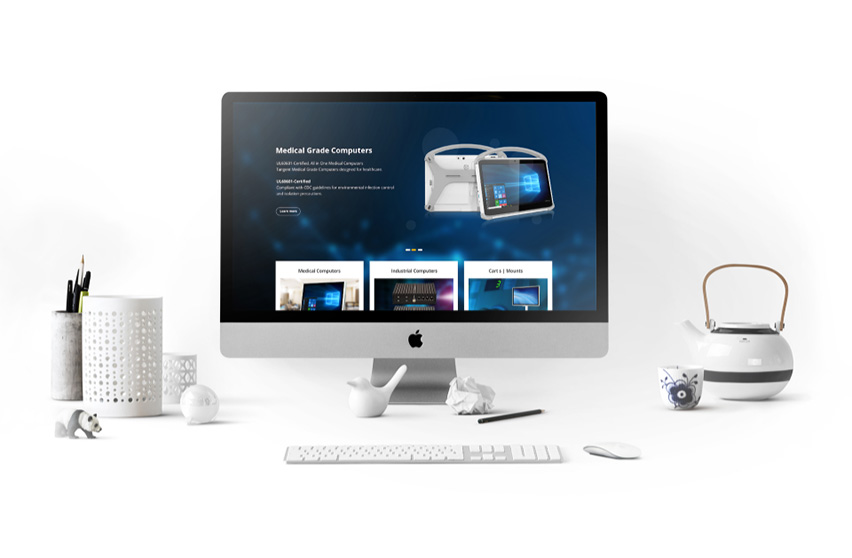 Medical Grade Computers
UL60601-Certified, All in One Medical Computers
Tangent Medical Grade Computers designed for healthcare.
UL60601-Certified
Compliant with CDC guidelines for environmental infection control
and isolation precautions
Learn More
Medical Computers
Industrial Computers
Cart s | Mounts